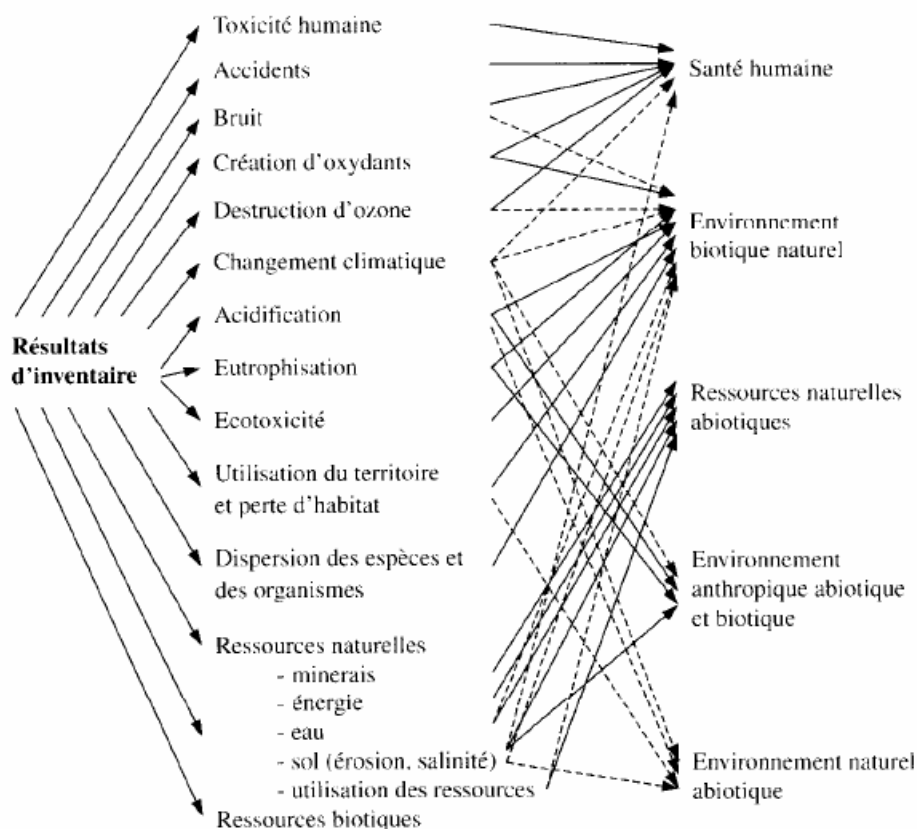 Toxicité humaine
Accidents
Bruit
Création d'oxydants
Destruction d'ozone
Changement climatique
Acidification
Eutrophisation
Ecotoxicité
Utilisation du territoire
et perte d'habitat
Dispersion des espèces et
des organismes
Ressources naturelles
- minerais
- énergie
- eau
- sol (érosion, salinité)
- utilisation des ressources
Ressources biotiques
Résultats
d'inventaire
Santé humaine
Environnement
biotique naturel
Ressources naturelles
abiotiques
Environnement
anthropique abiotique
et biotique
Environnement naturel
abiotique